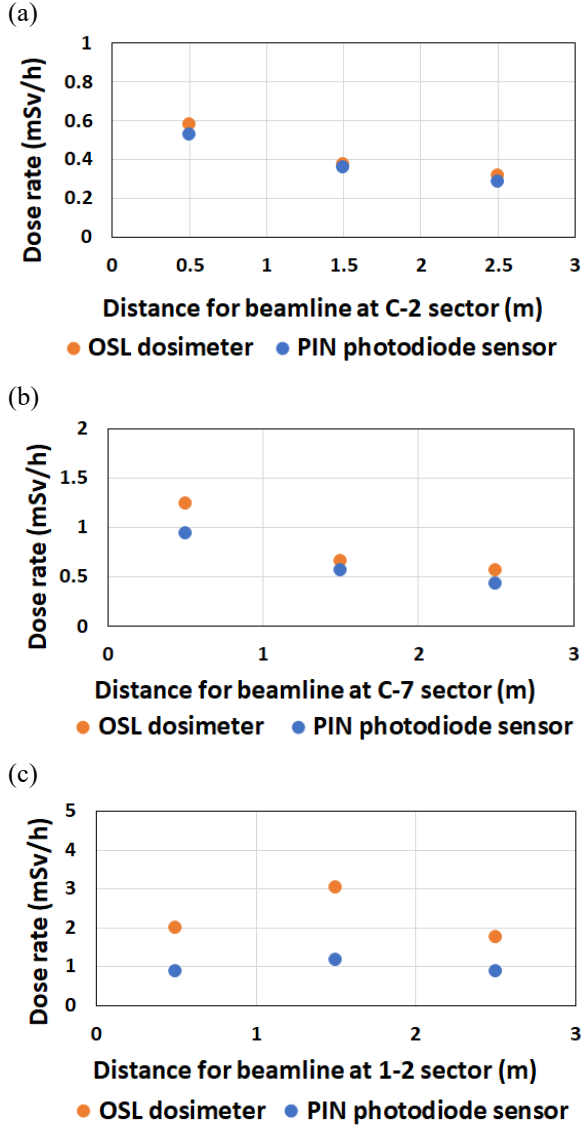 (a)
1
0.8
0.6
0.4
0.2
0
0 0.5 1 1.5 2 2.5 3
Dose rate (mSv/h)
Distance for beamline at C-2 sector (m)
OSL dosimeter PIN photodiode sensor
(b)
2
1.5
1
0.5
0
0 1 2 3
Dose rate (mSv/h)
Distance for beamline at C-7 sector (m)
OSL dosimeter PIN photodiode sensor
(c)
5
4
3
2
1
0
0 1 2 3
Dose rate (mSv/h)
Distance for beamline at 1-2 sector (m)
OSL dosimeter PIN photodiode sensor